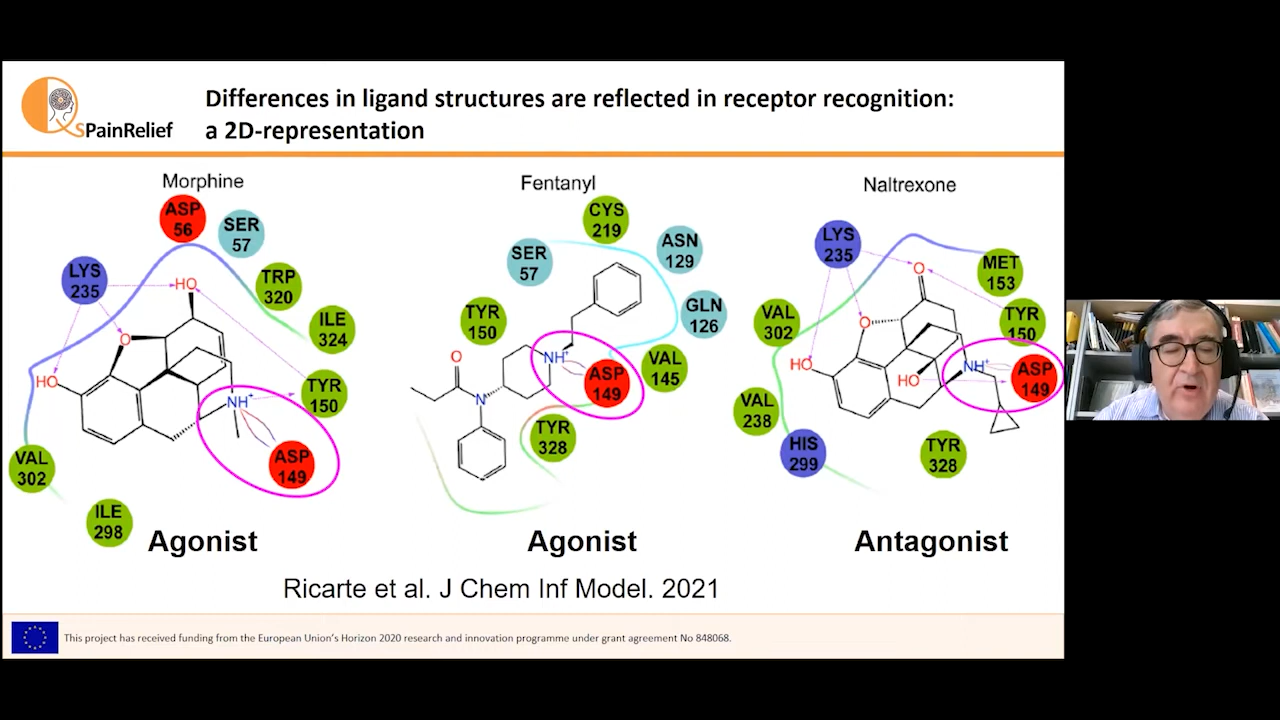 SPainRelief
Differences in ligand structures are reflected in receptor recognition:
a 2D-representation
Morphine
ASP
56
SER
57
LYS
235
HO
TRP
320
ILE
324
O
HO
TYR
150
NH+
ASP
149
VAL
302
ILE
298
Agonist
Fentanyl
CYS
219
SER
57
ASN
129
GLN
126
TYR
150
O
NH+
VAL
145
ASP
149
N
TYR
328
Agonist
Naltrexone
LYS
235
O
MET
153
VAL
302
O
TYR
150
HO
NH+
HO
ASP
149
VAL
238
HIS
299
TYR
328
Antagonist
Ricarte et al. J Chem Inf Model. 2021
This project has received funding from the European Union's Horizon 2020 research and innovation programme under grant agreement No 848068.